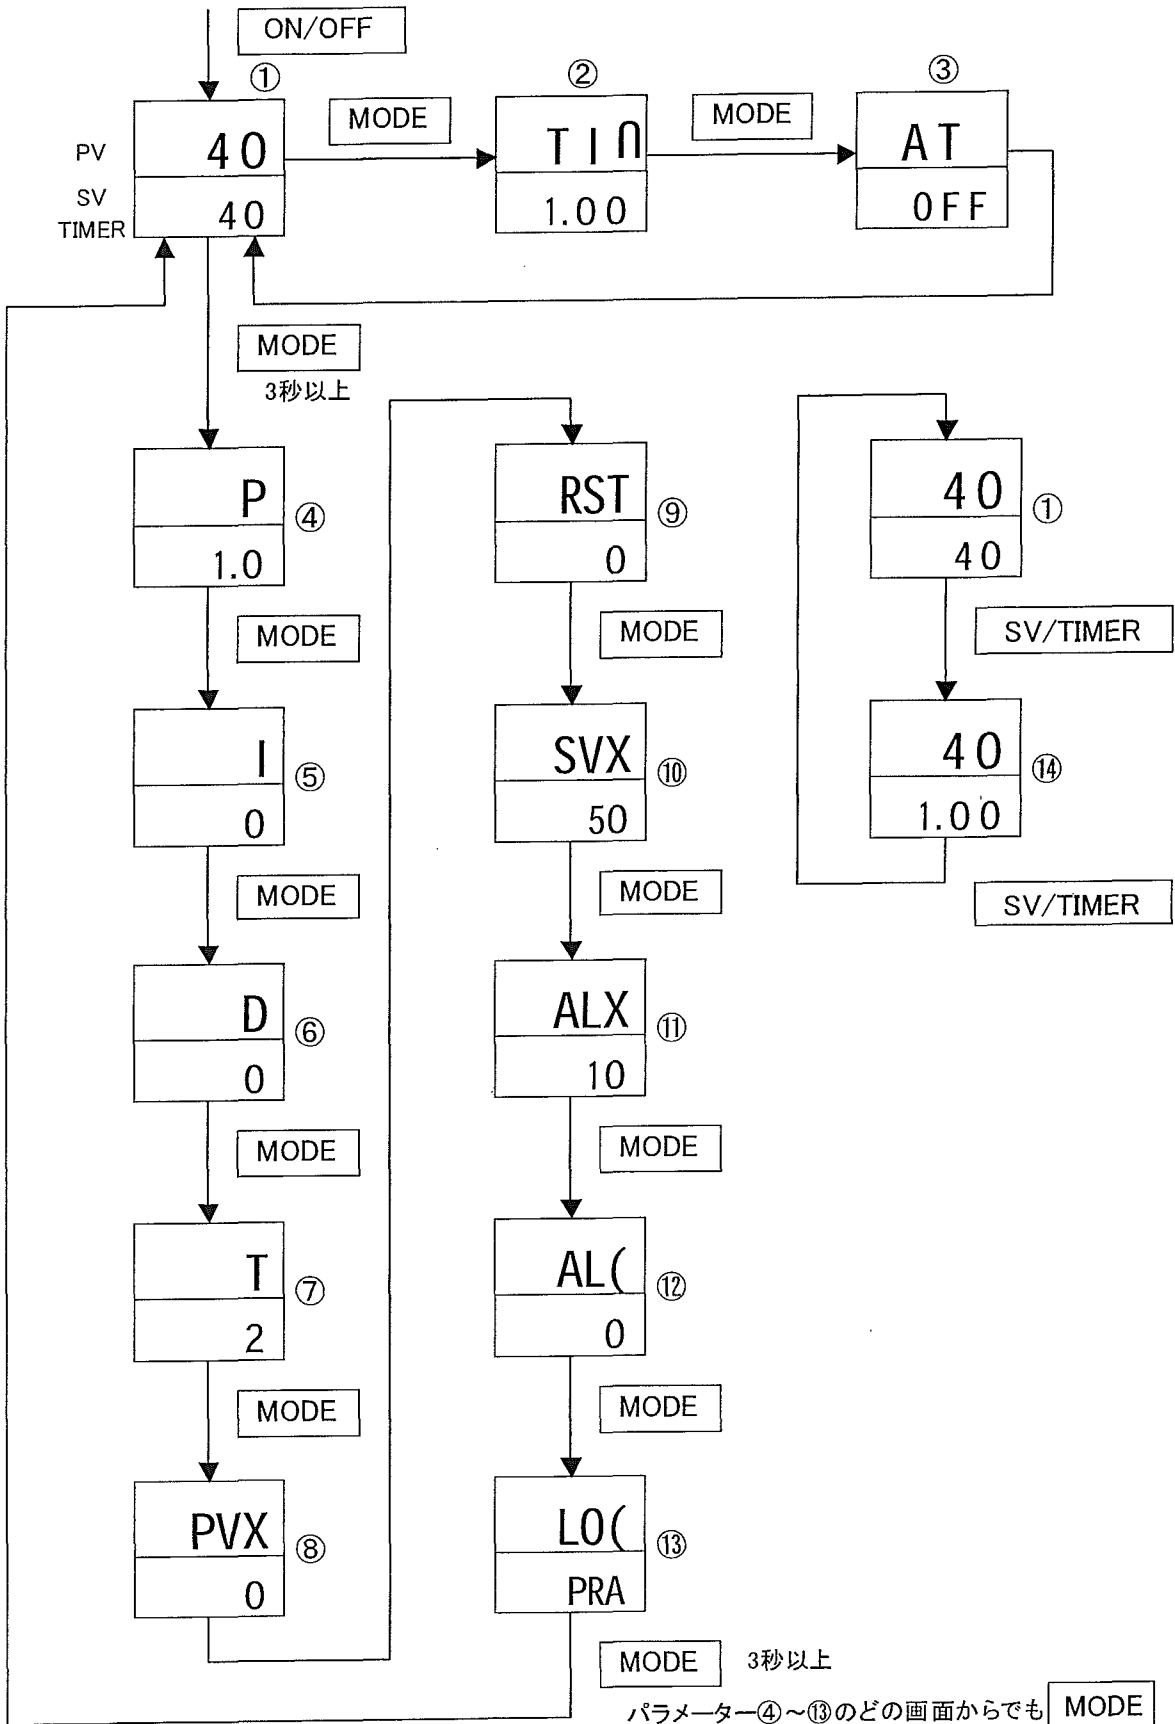 ON/OFF
①
②
③
PV
40
MODE
TIN
MODE
AT
SV
TIMER
40
1.00
OFF
MODE
3秒以上
P
④
1.0
MODE
I
⑤
0
MODE
D
⑥
0
MODE
T
⑦
2
MODE
PVX
⑧
0
RST
⑨
0
MODE
SVX
⑩
50
MODE
ALX
⑪
10
MODE
AL(
⑫
0
MODE
LO(
⑬
PRA
MODE 3秒以上
パラメーター④~⑬のどの画面からでも MODE
40
①
40
SV/TIMER
40
⑭
1.00
SV/TIMER